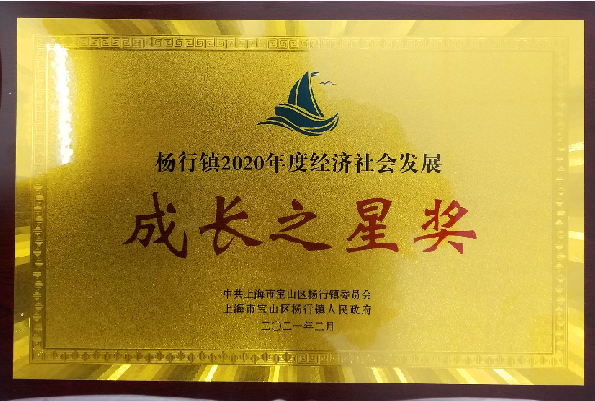 杨行镇2020年度经济社会发展
成长之星奖
中共上海市宝山区杨行镇委员会
上海市宝山区杨行镇人民政府
二〇二一年二月